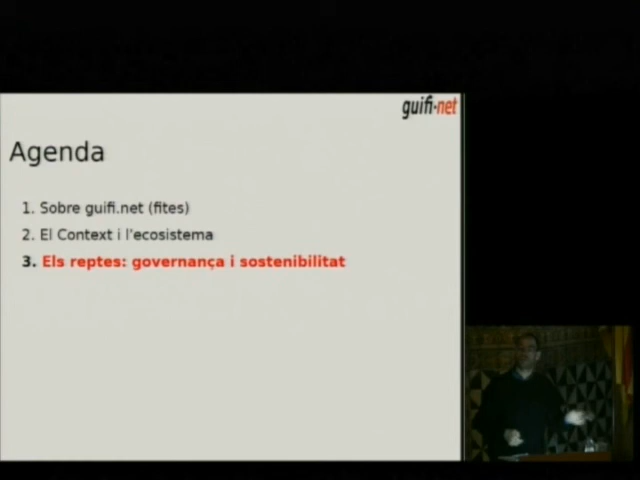 guifi·net
Agenda
1. Sobre guifi.net (fites)
2. El Context i l'ecosistema
3. Els reptes: governança i sostenibilitat